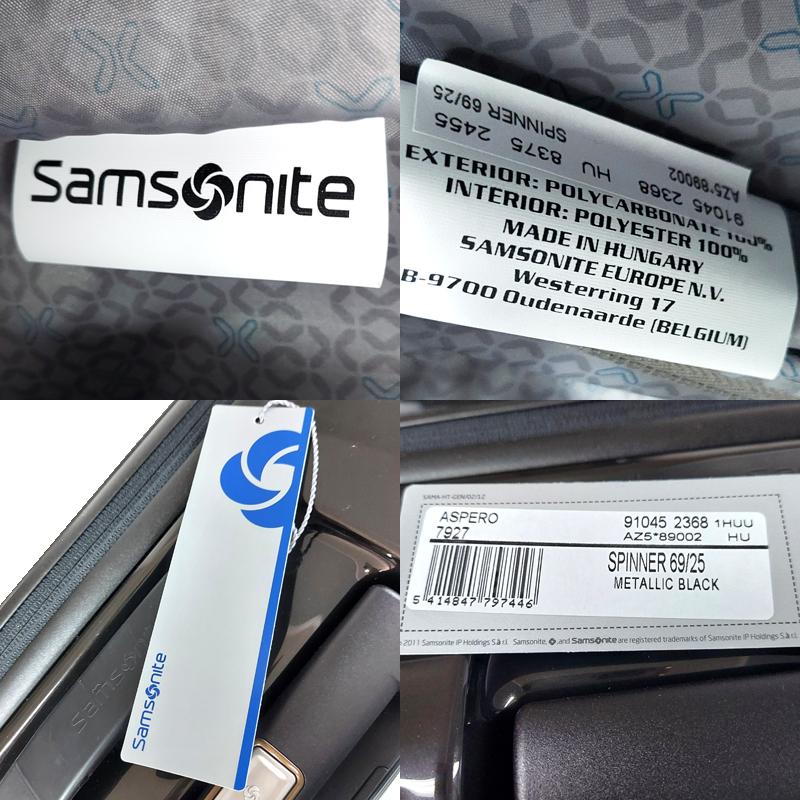 Samsonite
SPINNER 69/25
HU 8375 2455
AZ5*89002
91045 2368
EXTERIOR: POLYCARBONATE 100%
INTERIOR: POLYESTER 100%
MADE IN HUNGARY
SAMSONITE EUROPE N.V.
Westerring 17
B-9700 Oudenaarde (BELGIUM)
Samsonite
Samsonite
SAMA-HT-GEN/02/12
ASPERO
7927
91045 2368 1HUU
AZ5*89002 HU
SPINNER 69/25
METALLIC BLACK
5 414847 797446
2011 Samsonite IP Holdings S.à r.l. Samsonite, and Samsonite are registered trademarks of Samsonite IP Holdings S.à r.l.